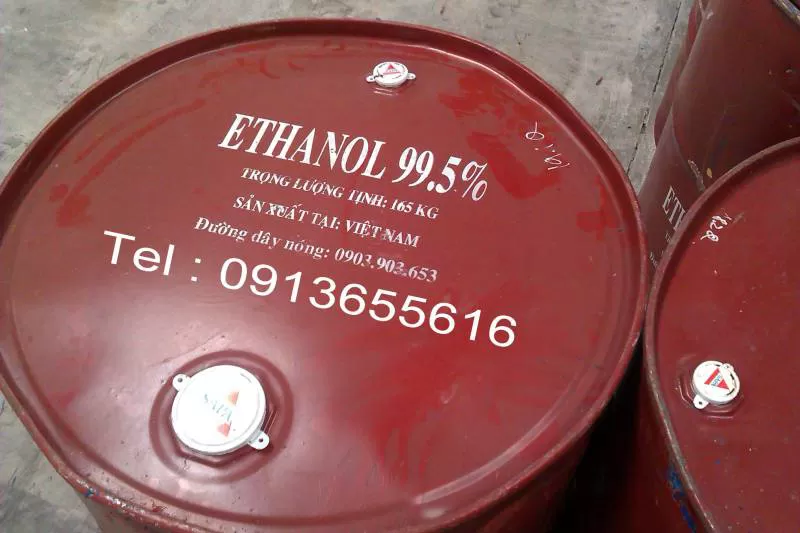 ETHANOL 99.5%
TRỌNG LƯỢNG TỊNH: 165 KG
SẢN XUẤT TẠI: VIỆT NAM
Đường dây nóng: 0903.903.653
Tel : 0913655616